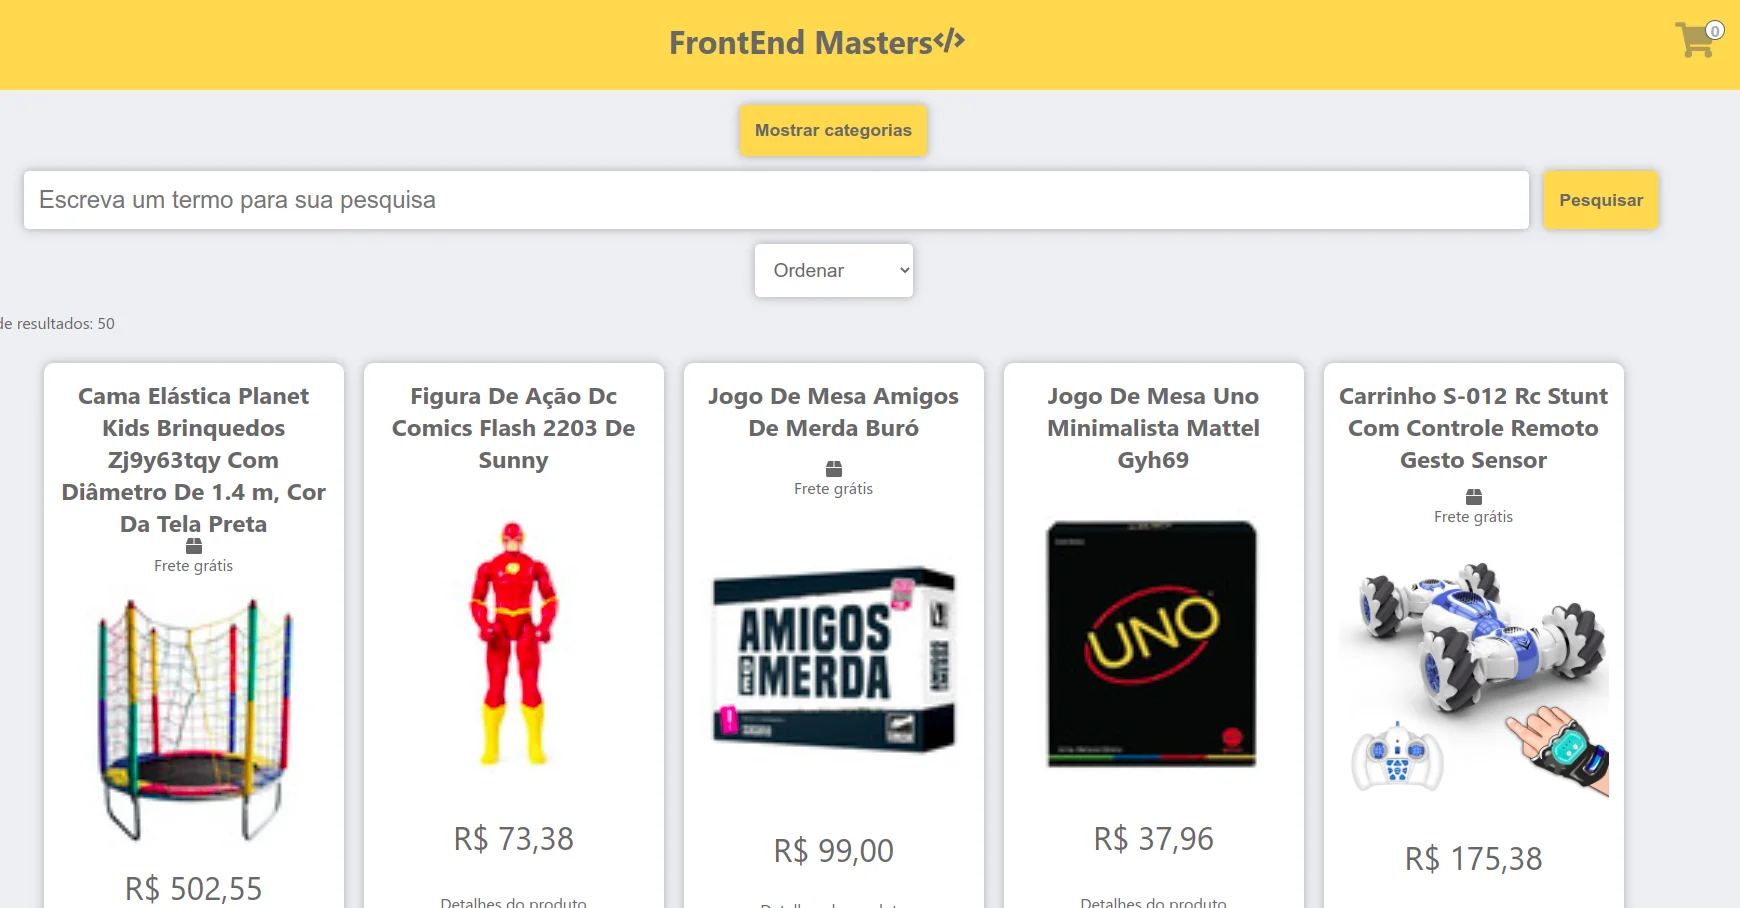 FrontEnd Masters</>
0
Mostrar categorias
Escreva um termo para sua pesquisa
Pesquisar
Ordenar
de resultados: 50
Cama Elástica Planet
Kids Brinquedos
Zj9y63tqy Com
Diâmetro De 1.4 m, Cor
Da Tela Preta
Frete grátis
R$ 502,55
Figura De Ação Dc
Comics Flash 2203 De
Sunny
R$ 73,38
Detalhes do produto
Jogo De Mesa Amigos
De Merda Buró
Frete grátis
AMIGOS
DE MERDA
AMIGOS
R$ 99,00
Detalhes do produto
Jogo De Mesa Uno
Minimalista Mattel
Gyh69
UNO
R$ 37,96
Detalhes do produto
Carrinho S-012 Rc Stunt
Com Controle Remoto
Gesto Sensor
Frete grátis
R$ 175,38